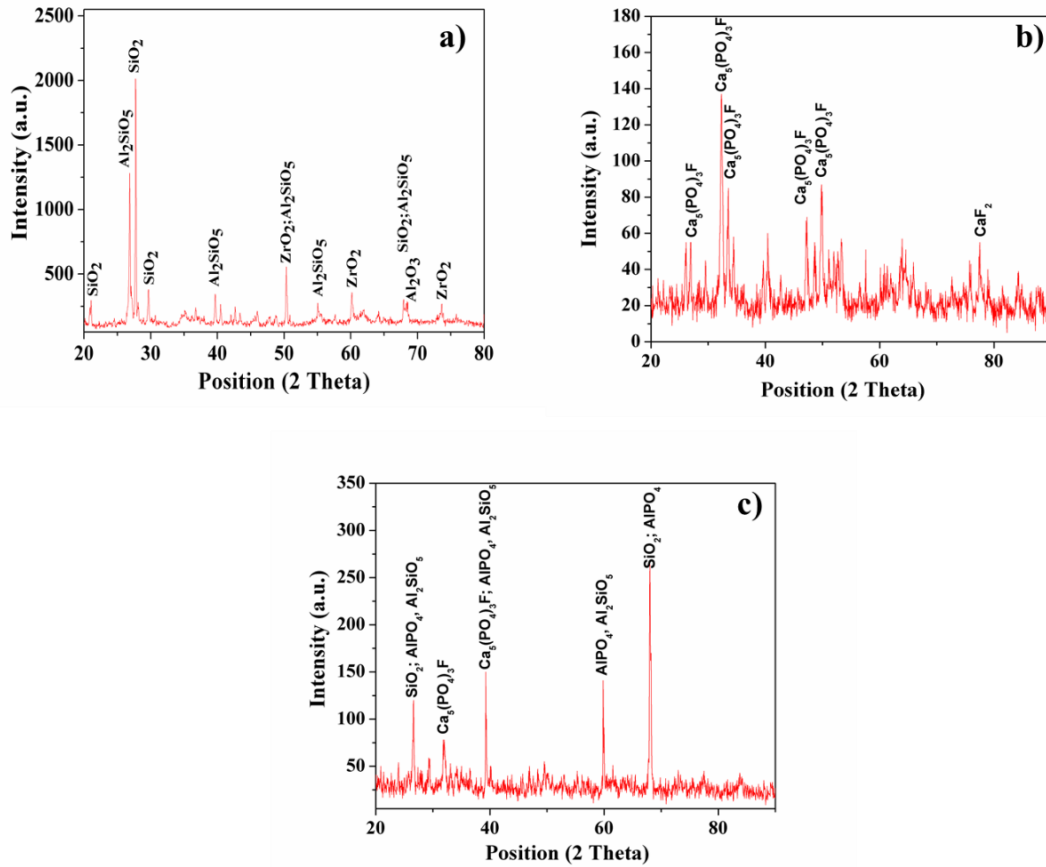 a)
Intensity (a.u.)
2500
2000
1500
1000
500
SiO₂
Al₂SiO₅
SiO₂
SiO₂
Al₂SiO₅
ZrO₂;Al₂SiO₅
Al₂SiO₅
ZrO₂
SiO₂;Al₂SiO₅
Al₂O₃
ZrO₂
20 30 40 50 60 70 80
Position (2 Theta)
b)
Intensity (a.u.)
180
160
140
120
100
80
60
40
20
0
Ca₅(PO₄)₃F
Ca₅(PO₄)₃F
Ca₅(PO₄)₃F
Ca₅(PO₄)₃F
Ca₅(PO₄)₃F
CaF₂
20 40 60 80
Position (2 Theta)
c)
Intensity (a.u.)
350
300
250
200
150
100
50
SiO₂; AlPO₄, Al₂SiO₅
Ca₅(PO₄)₃F
Ca₅(PO₄)₃F; AlPO₄, Al₂SiO₅
AlPO₄, Al₂SiO₅
SiO₂; AlPO₄
20 40 60 80
Position (2 Theta)